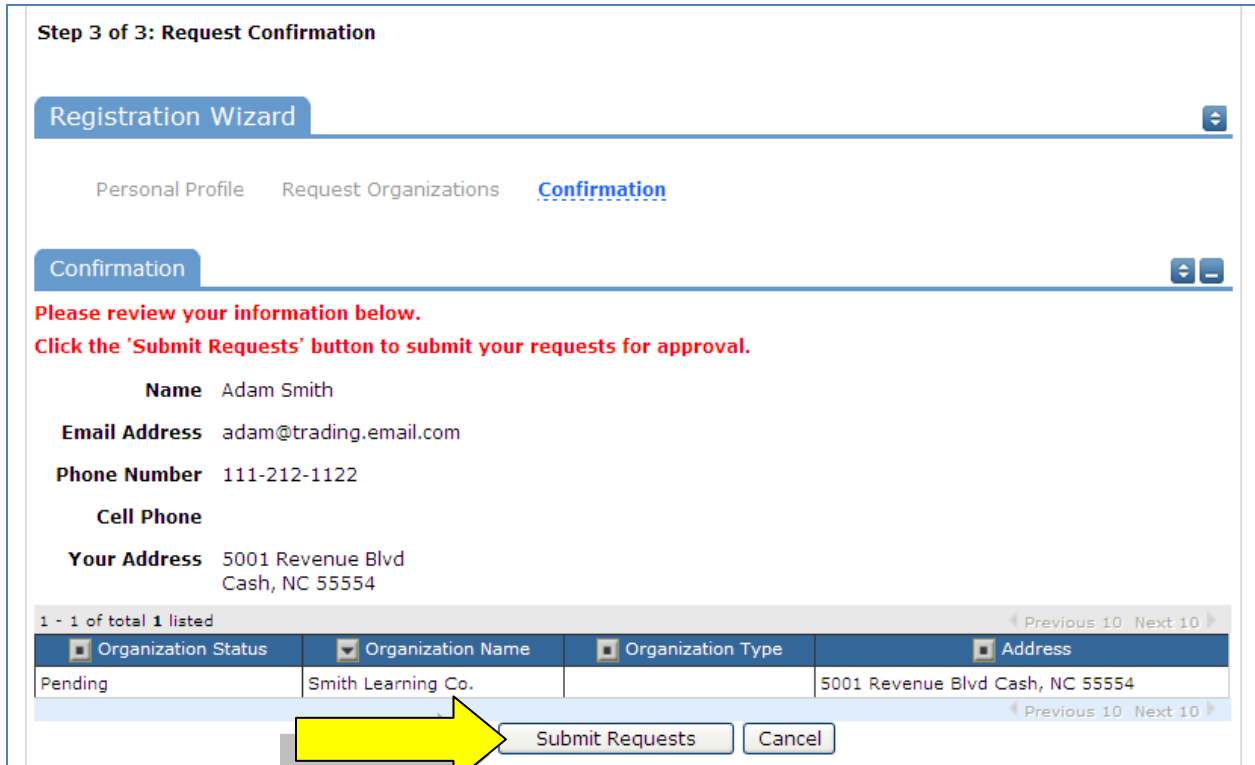 Step 3 of 3: Request Confirmation
Registration Wizard
Personal Profile Request Organizations Confirmation
Confirmation
Please review your information below.
Click the 'Submit Requests' button to submit your requests for approval.
Name Adam Smith
Email Address adam@trading.email.com
Phone Number 111-212-1122
Cell Phone
Your Address 5001 Revenue Blvd
Cash, NC 55554
1 - 1 of total 1 listed Previous 10 Next 10
Organization Status Organization Name Organization Type Address
Pending Smith Learning Co. 5001 Revenue Blvd Cash, NC 55554
Previous 10 Next 10
Submit Requests Cancel